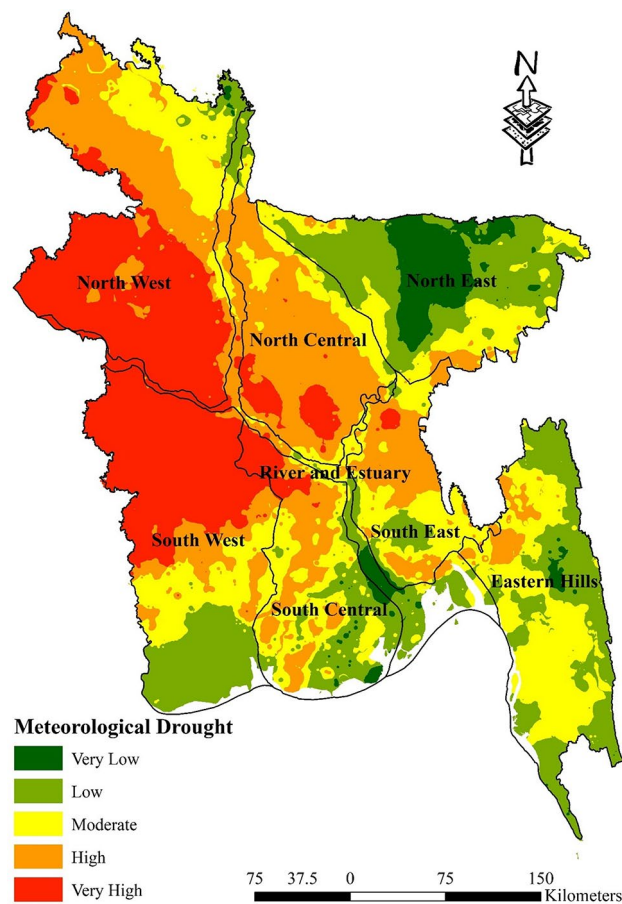 N
North West
North East
North Central
River and Estuary
South West
South East
Eastern Hills
South Central
Meteorological Drought
Very Low
Low
Moderate
High
Very High
75 37.5 0 75 150
Kilometers